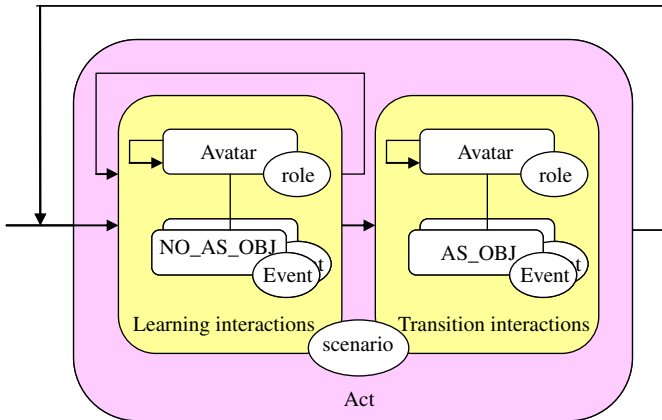 Avatar
role
NO_AS_OBJ
Event
t
Learning interactions
Avatar
role
AS_OBJ
Event
t
Transition interactions
scenario
Act